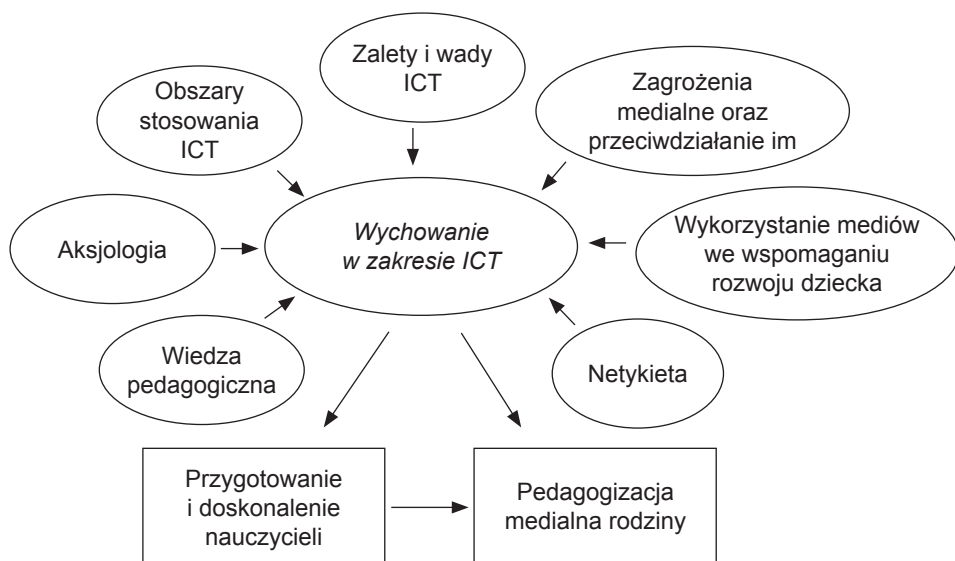 Zalety i wady
ICT
Obszary
stosowania
ICT
Zagrożenia
medialne oraz
przeciwdziałanie im
Aksjologia
Wychowanie
w zakresie ICT
Wykorzystanie mediów
we wspomaganiu
rozwoju dziecka
Wiedza
pedagogiczna
Netykieta
Przygotowanie
i doskonalenie
nauczycieli
Pedagogizacja
medialna rodziny